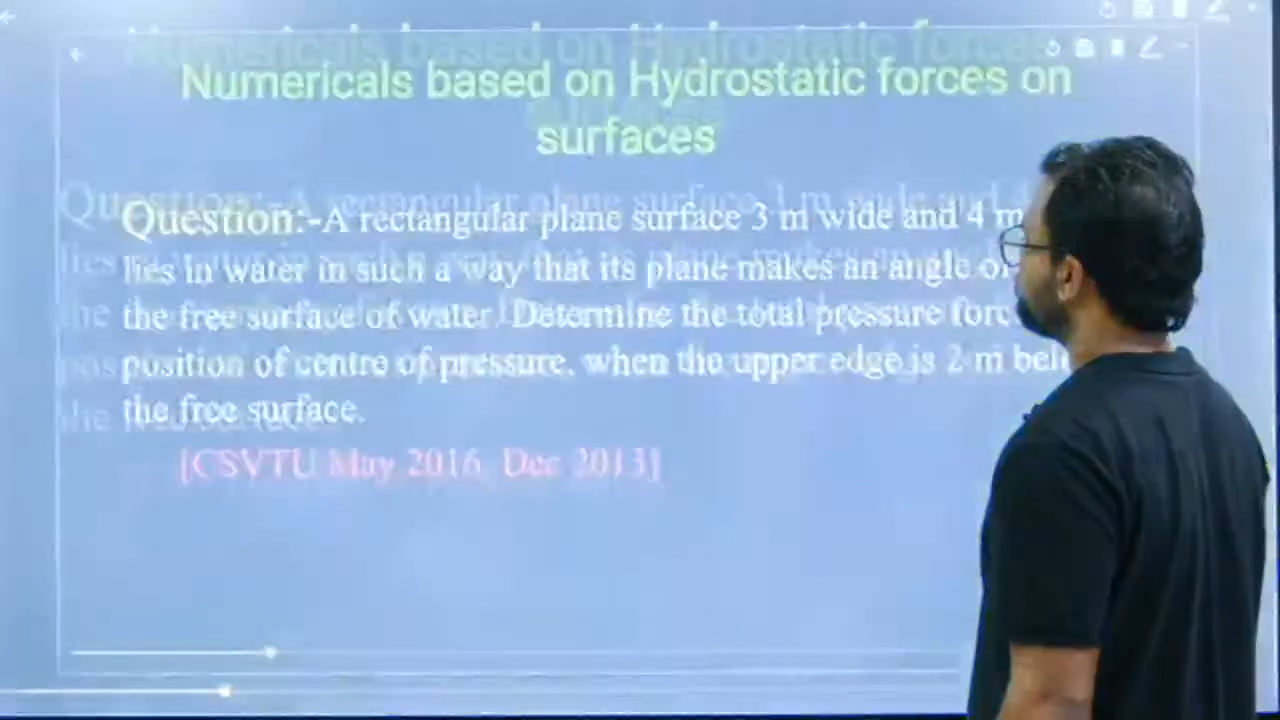 Numericals based on Hydrostatic forces on
surfaces
Question:-A rectangular plane surface 3 m wide and 4 m
lies in water in such a way that its plane makes an angle of
the free surface of water. Determine the total pressure
position of centre of pressure, when the upper edge is 2 m
the free surface.
[CSVTU May 2016, Dec 2013]